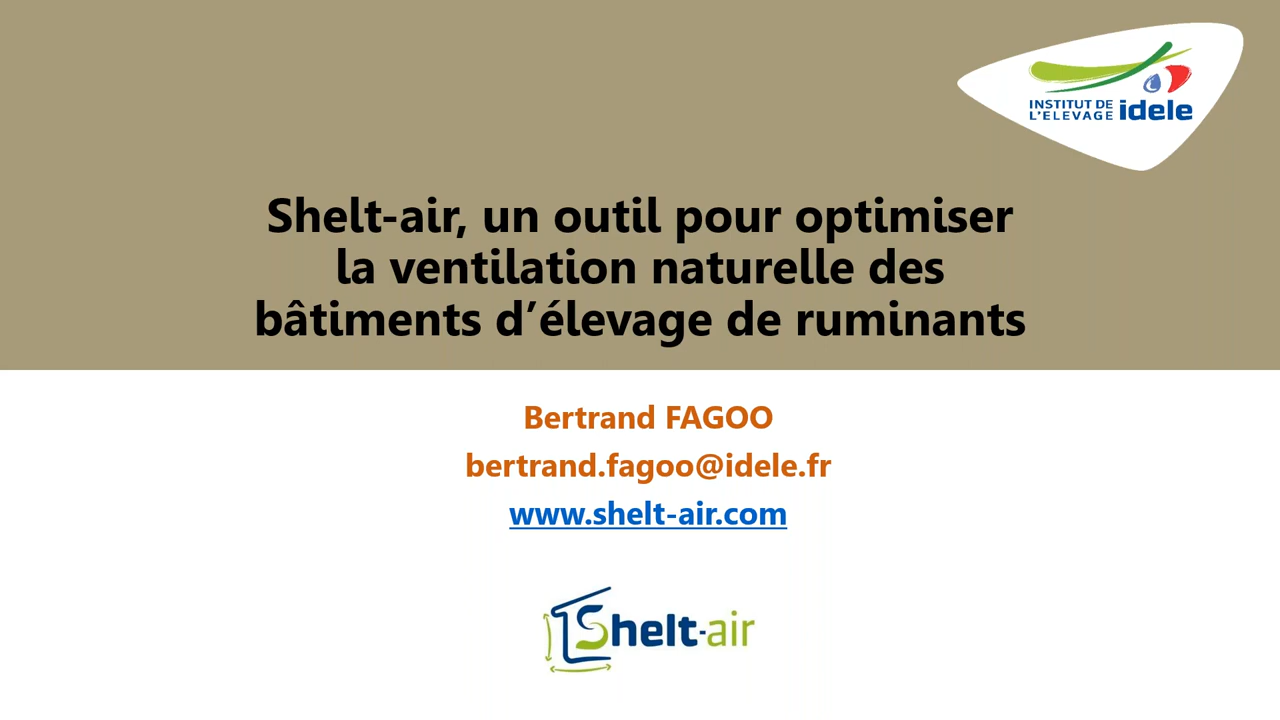 INSTITUT DE
L'ELEVAGE idele
Shelt-air, un outil pour optimiser
la ventilation naturelle des
bâtiments d’élevage de ruminants
Bertrand FAGOO
bertrand.fagoo@idele.fr
www.shelt-air.com
Shelt-air